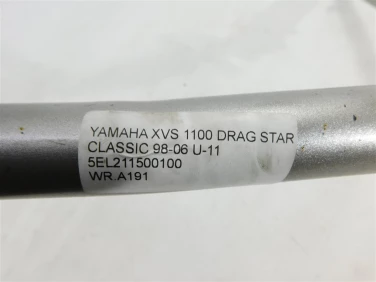 YAMAHA XVS 1100 DRAG STAR
CLASSIC 98-06 U-11
5EL211500100
WR.A191